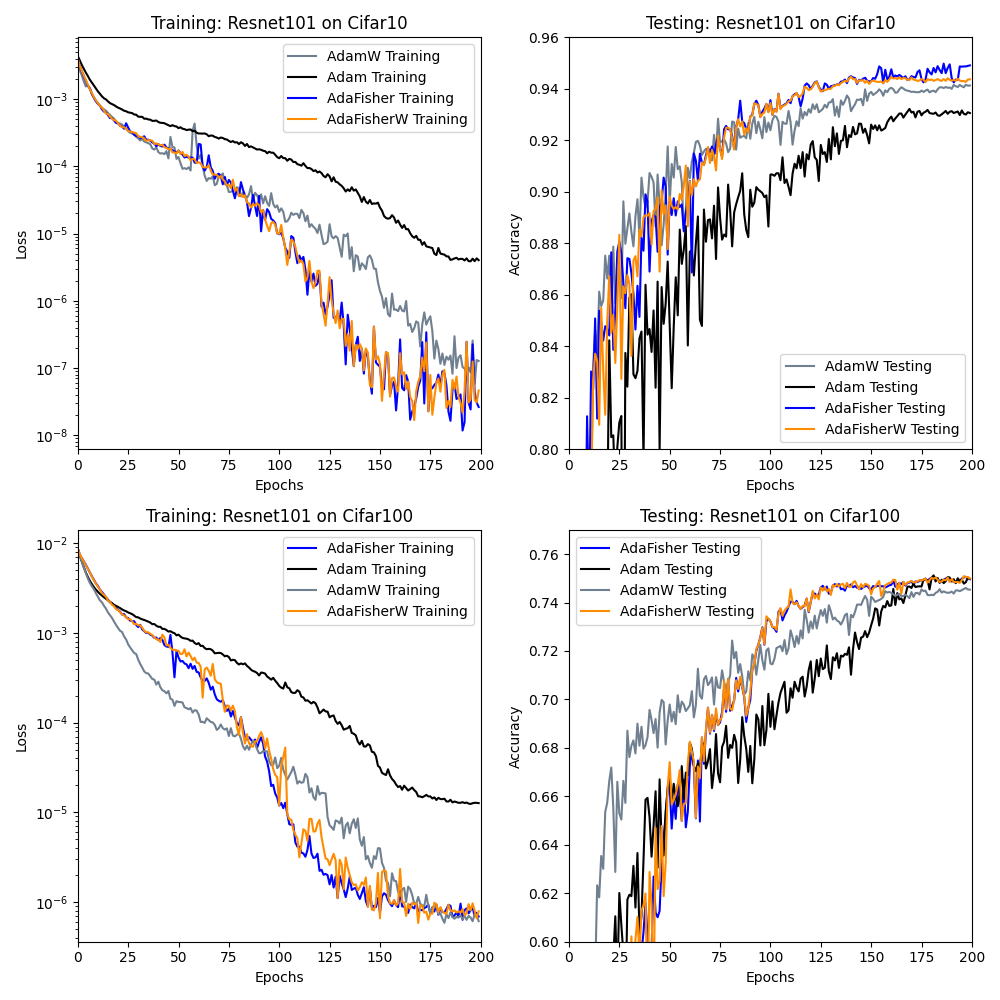 Training: Resnet101 on Cifar10
Loss
10⁻³
10⁻⁴
10⁻⁵
10⁻⁶
10⁻⁷
10⁻⁸
AdamW Training
Adam Training
AdaFisher Training
AdaFisherW Training
0 25 50 75 100 125 150 175 200
Epochs
Testing: Resnet101 on Cifar10
Accuracy
0.96
0.94
0.92
0.90
0.88
0.86
0.84
0.82
0.80
AdamW Testing
Adam Testing
AdaFisher Testing
AdaFisherW Testing
0 25 50 75 100 125 150 175 200
Epochs
Training: Resnet101 on Cifar100
Loss
10⁻²
10⁻³
10⁻⁴
10⁻⁵
10⁻⁶
AdaFisher Training
Adam Training
AdamW Training
AdaFisherW Training
0 25 50 75 100 125 150 175 200
Epochs
Testing: Resnet101 on Cifar100
Accuracy
0.76
0.74
0.72
0.70
0.68
0.66
0.64
0.62
0.60
AdaFisher Testing
Adam Testing
AdamW Testing
AdaFisherW Testing
0 25 50 75 100 125 150 175 200
Epochs